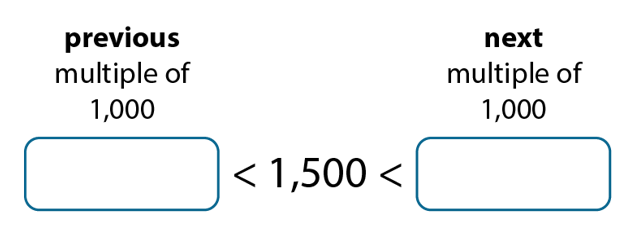 previous
multiple of
1,000
next
multiple of
1,000
< 1,500 <